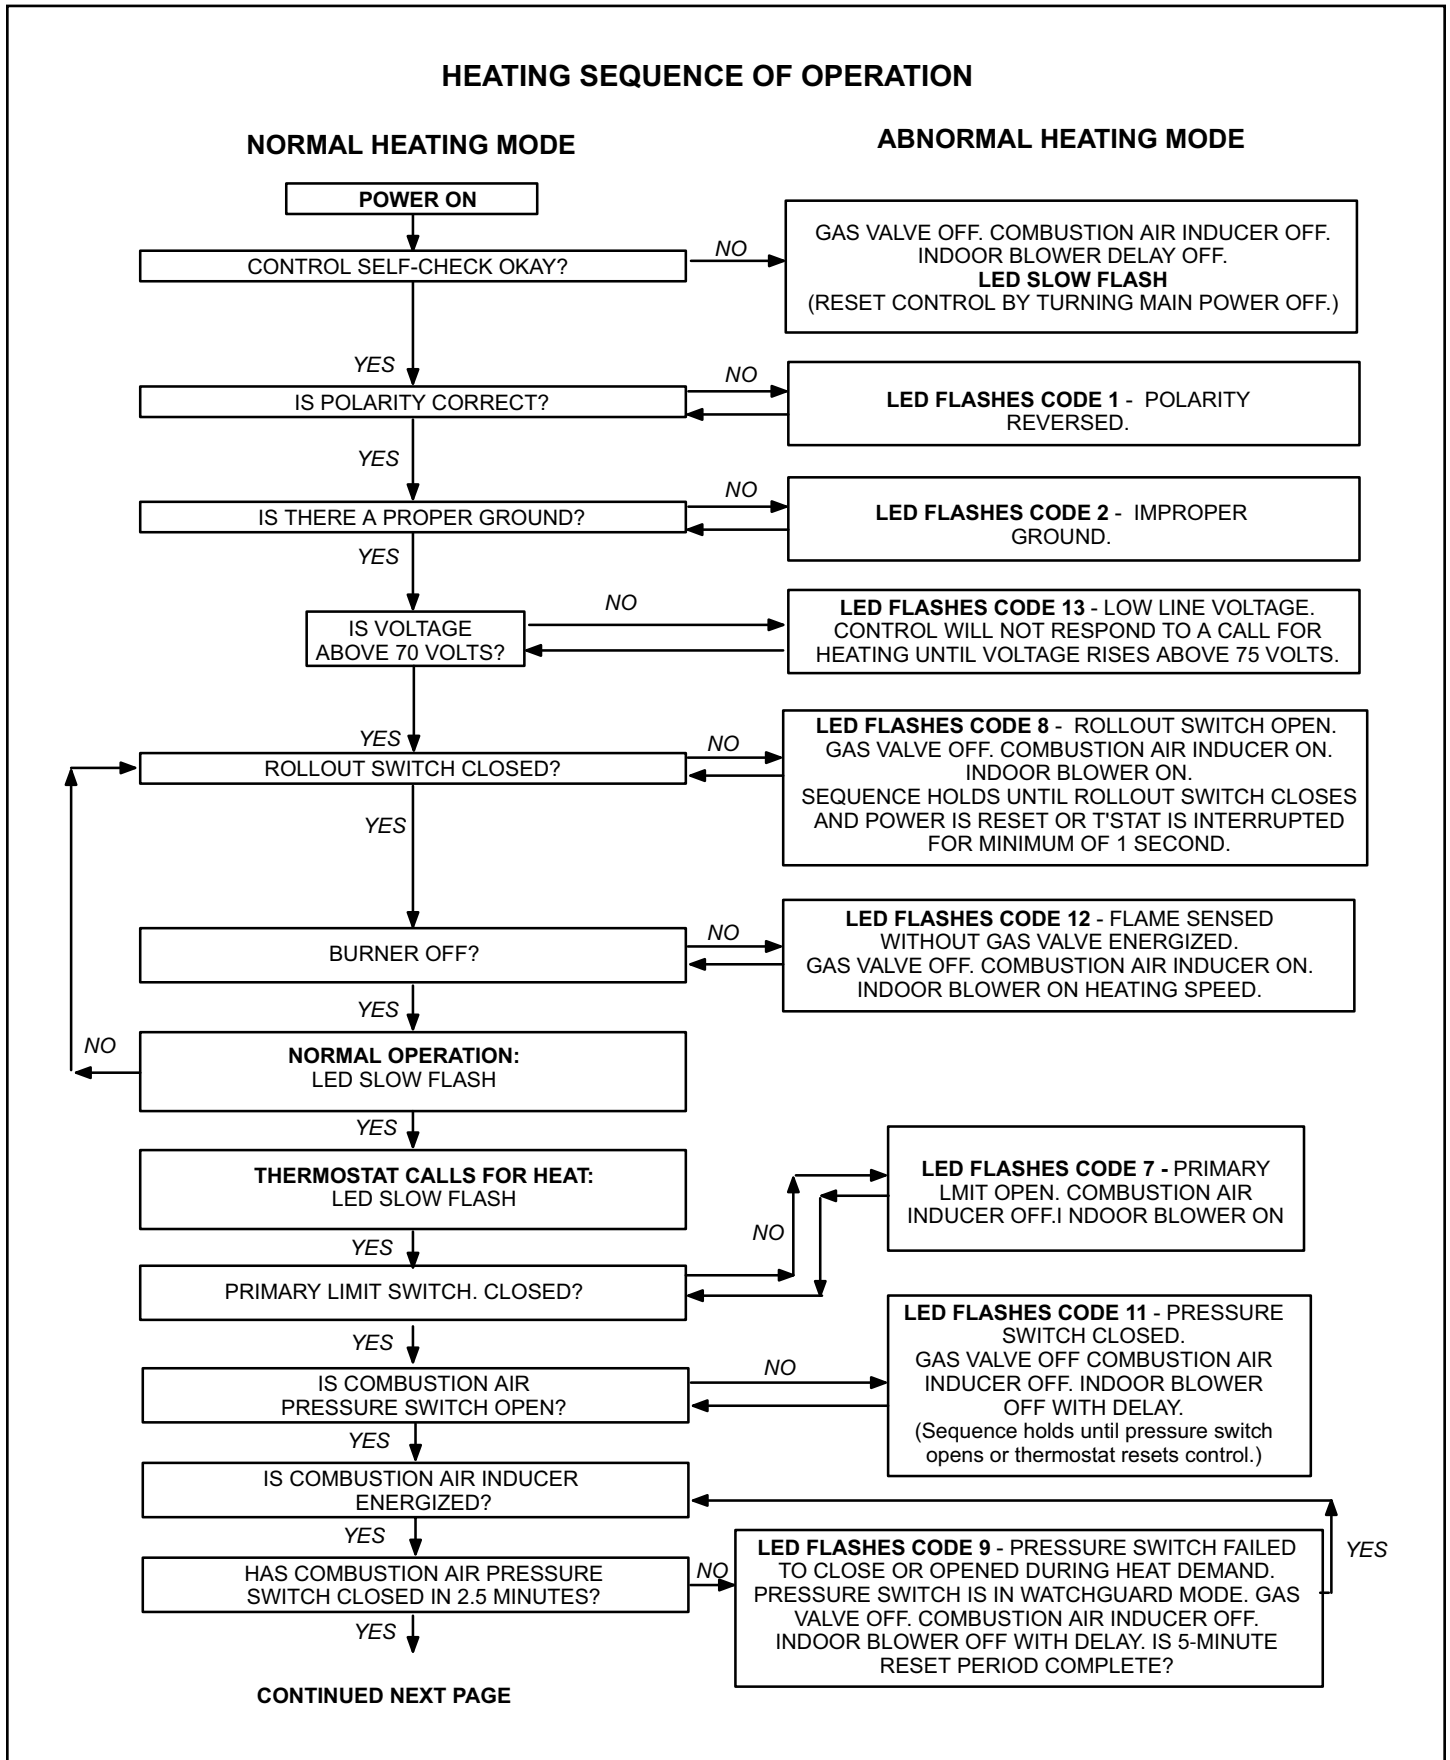 HEATING SEQUENCE OF OPERATION
NORMAL HEATING MODE
ABNORMAL HEATING MODE
POWER ON
CONTROL SELF-CHECK OKAY?
NO
GAS VALVE OFF. COMBUSTION AIR INDUCER OFF.
INDOOR BLOWER DELAY OFF.
LED SLOW FLASH
(RESET CONTROL BY TURNING MAIN POWER OFF.)
YES
IS POLARITY CORRECT?
NO
LED FLASHES CODE 1 - POLARITY
REVERSED.
YES
IS THERE A PROPER GROUND?
NO
LED FLASHES CODE 2 - IMPROPER
GROUND.
YES
IS VOLTAGE
ABOVE 70 VOLTS?
NO
LED FLASHES CODE 13 - LOW LINE VOLTAGE.
CONTROL WILL NOT RESPOND TO A CALL FOR
HEATING UNTIL VOLTAGE RISES ABOVE 75 VOLTS.
YES
ROLLOUT SWITCH CLOSED?
NO
LED FLASHES CODE 8 - ROLLOUT SWITCH OPEN.
GAS VALVE OFF. COMBUSTION AIR INDUCER ON.
INDOOR BLOWER ON.
SEQUENCE HOLDS UNTIL ROLLOUT SWITCH CLOSES
AND POWER IS RESET OR T'STAT IS INTERRUPTED
FOR MINIMUM OF 1 SECOND.
YES
BURNER OFF?
NO
LED FLASHES CODE 12 - FLAME SENSED
WITHOUT GAS VALVE ENERGIZED.
GAS VALVE OFF. COMBUSTION AIR INDUCER ON.
INDOOR BLOWER ON HEATING SPEED.
YES
NO
NORMAL OPERATION:
LED SLOW FLASH
YES
THERMOSTAT CALLS FOR HEAT:
LED SLOW FLASH
YES
PRIMARY LIMIT SWITCH. CLOSED?
NO
LED FLASHES CODE 7 - PRIMARY
LMIT OPEN. COMBUSTION AIR
INDUCER OFF.I NDOOR BLOWER ON
YES
IS COMBUSTION AIR
PRESSURE SWITCH OPEN?
NO
LED FLASHES CODE 11 - PRESSURE
SWITCH CLOSED.
GAS VALVE OFF COMBUSTION AIR
INDUCER OFF. INDOOR BLOWER
OFF WITH DELAY.
(Sequence holds until pressure switch
opens or thermostat resets control.)
YES
IS COMBUSTION AIR INDUCER
ENERGIZED?
YES
HAS COMBUSTION AIR PRESSURE
SWITCH CLOSED IN 2.5 MINUTES?
NO
LED FLASHES CODE 9 - PRESSURE SWITCH FAILED
TO CLOSE OR OPENED DURING HEAT DEMAND.
PRESSURE SWITCH IS IN WATCHGUARD MODE. GAS
VALVE OFF. COMBUSTION AIR INDUCER OFF.
INDOOR BLOWER OFF WITH DELAY. IS 5-MINUTE
RESET PERIOD COMPLETE?
YES
YES
CONTINUED NEXT PAGE